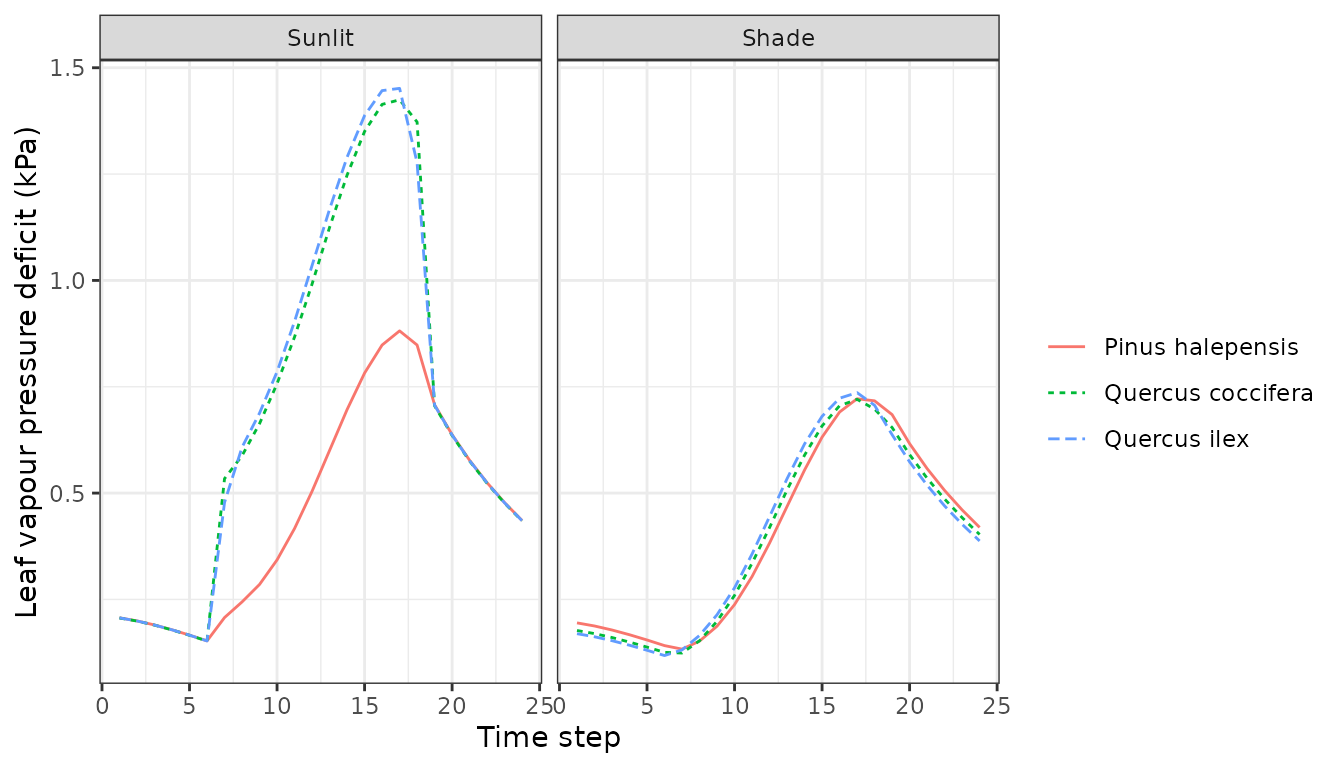 Sunlit
Shade
Leaf vapour pressure deficit (kPa)
1.5
1.0
0.5
0 5 10 15 20 25
0 5 10 15 20 25
Time step
Pinus halepensis
Quercus coccifera
Quercus ilex